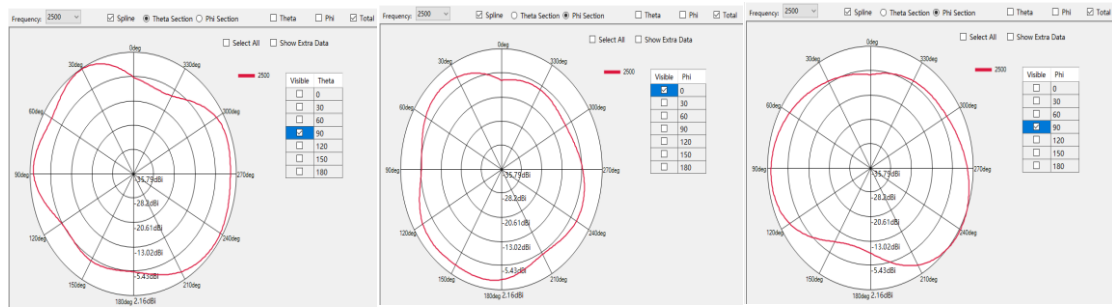 Frequency: 2500 Spline Theta Section Phi Section Theta Phi Total
Select All Show Extra Data
2500
Visible Theta
0
30
60
90
120
150
180
0deg
30deg
60deg
90deg
120deg
150deg
180deg
210deg
240deg
270deg
300deg
330deg
-35.79dBi
-28.2dBi
-20.61dBi
-13.02dBi
-5.43dBi
2.16dBi
Frequency: 2500 Spline Theta Section Phi Section Theta Phi Total
Select All Show Extra Data
2500
Visible Phi
0
30
60
90
120
150
180
0deg
30deg
60deg
90deg
120deg
150deg
180deg
210deg
240deg
270deg
300deg
330deg
-35.79dBi
-28.2dBi
-20.61dBi
-13.02dBi
-5.43dBi
2.16dBi
Frequency: 2500 Spline Theta Section Phi Section Theta Phi Total
Select All Show Extra Data
2500
Visible Phi
0
30
60
90
120
150
180
0deg
30deg
60deg
90deg
120deg
150deg
180deg
210deg
240deg
270deg
300deg
330deg
-35.79dBi
-28.2dBi
-20.61dBi
-13.02dBi
-5.43dBi
2.16dBi